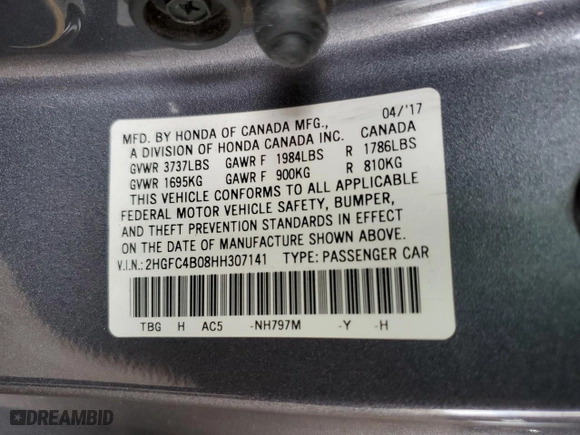 04/'17
MFD. BY HONDA OF CANADA MFG.,
A DIVISION OF HONDA CANADA INC. CANADA
GVWR 3737LBS GAWR F 1984LBS R 1786LBS
GVWR 1695KG GAWR F 900KG R 810KG
THIS VEHICLE CONFORMS TO ALL APPLICABLE
FEDERAL MOTOR VEHICLE SAFETY, BUMPER,
AND THEFT PREVENTION STANDARDS IN EFFECT
ON THE DATE OF MANUFACTURE SHOWN ABOVE.
V.I.N.: 2HGFC4B08HH307141 TYPE: PASSENGER CAR
TBG H AC5 -NH797M -Y -H
DREAMBID